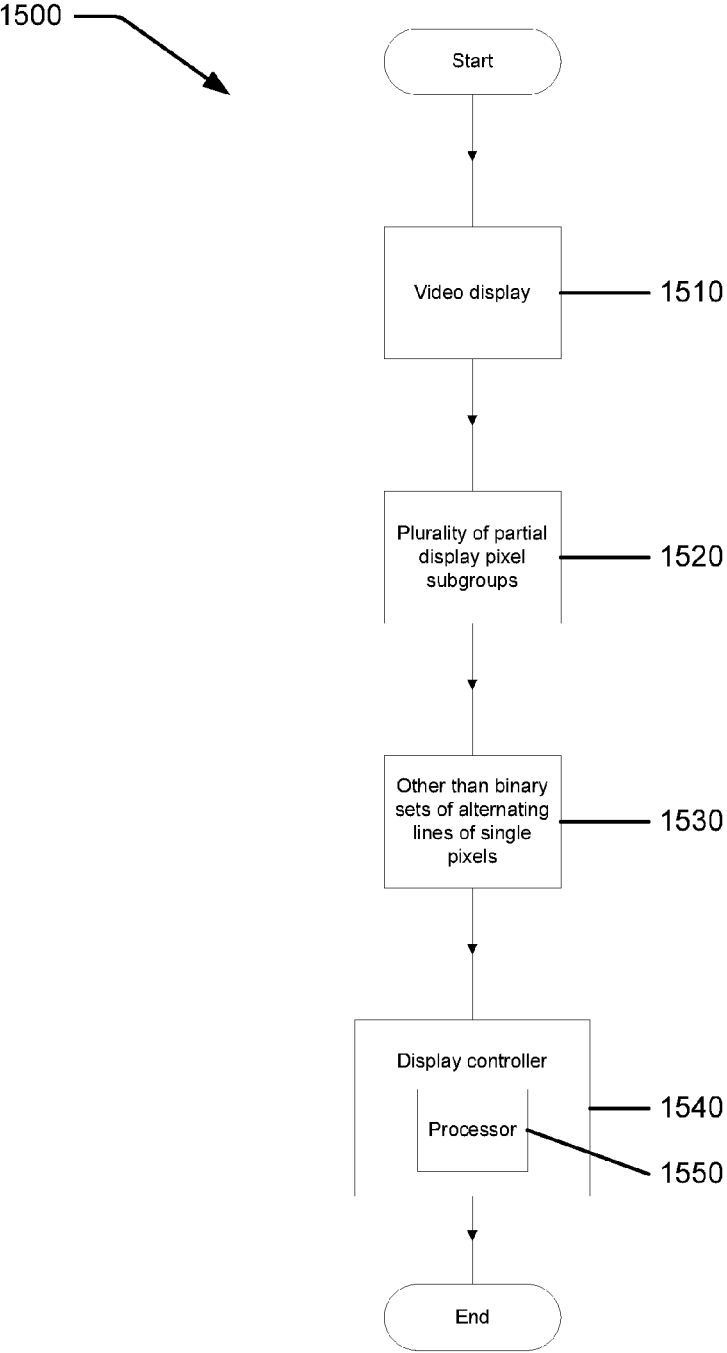 1500
Start
Video display
1510
Plurality of partial
display pixel
subgroups
1520
Other than binary
sets of alternating
lines of single
pixels
1530
Display controller
1540
Processor
1550
End